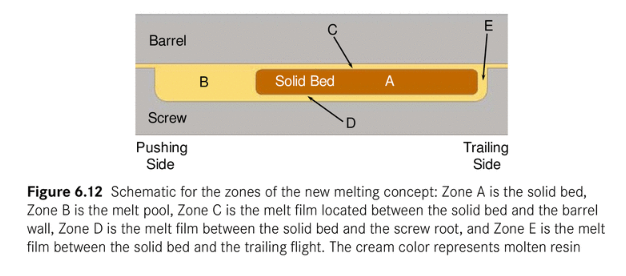 C
E
Barrel
B
Solid Bed
A
Screw
D
Pushing
Side
Trailing
Side
Figure 6.12 Schematic for the zones of the new melting concept: Zone A is the solid bed,
Zone B is the melt pool, Zone C is the melt film located between the solid bed and the barrel
wall, Zone D is the melt film between the solid bed and the screw root, and Zone E is the melt
film between the solid bed and the trailing flight. The cream color represents molten resin